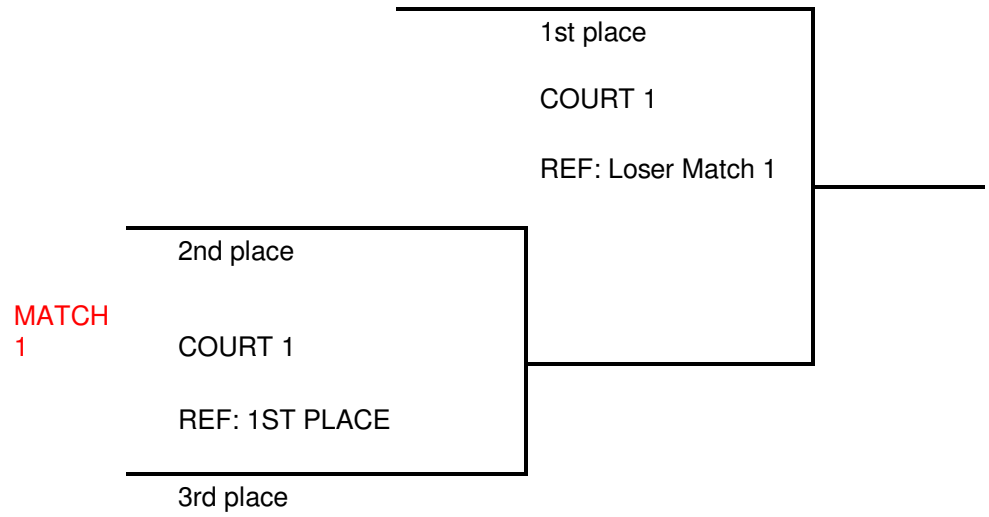 1st place
COURT 1
REF: Loser Match 1
2nd place
MATCH
1
COURT 1
REF: 1ST PLACE
3rd place